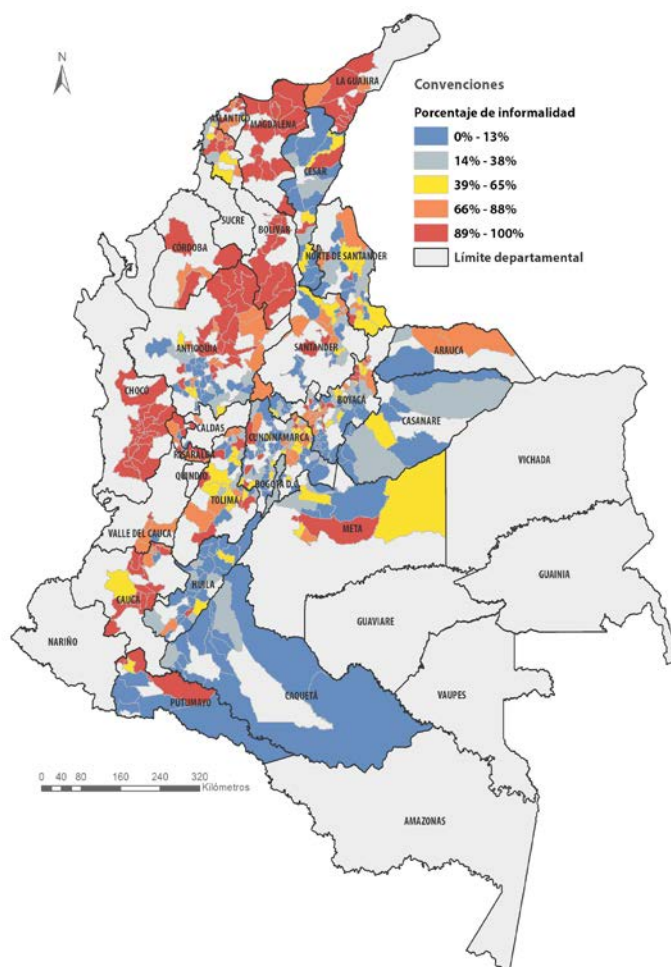 N
Convenciones
Porcentaje de informalidad
0% - 13%
14% - 38%
39% - 65%
66% - 88%
89% - 100%
Límite departamental
LA GUAJIRA
ATLANTICO
MAGDALENA
CESAR
SUCRE
BOLIVAR
CÓRDOBA
NORTE DE SANTANDER
ANTIOQUIA
SANTANDER
ARAUCA
CHOCÓ
BOYACÁ
CASANARE
CALDAS
CUNDINAMARCA
VICHADA
RISARALDA
QUINDIO
BOGOTÁ D.C.
TOLIMA
META
VALLE DEL CAUCA
GUAINIA
HUILA
CAUCA
GUAVIARE
NARIÑO
VAUPES
CAQUETÁ
PUTUMAYO
0 40 80 160 240 320
Kilómetros
AMAZONAS